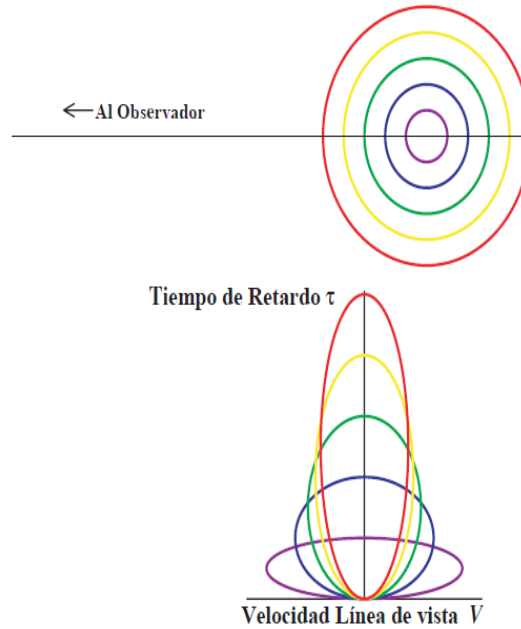 ← Al Observador
Tiempo de Retardo τ
Velocidad Línea de vista V